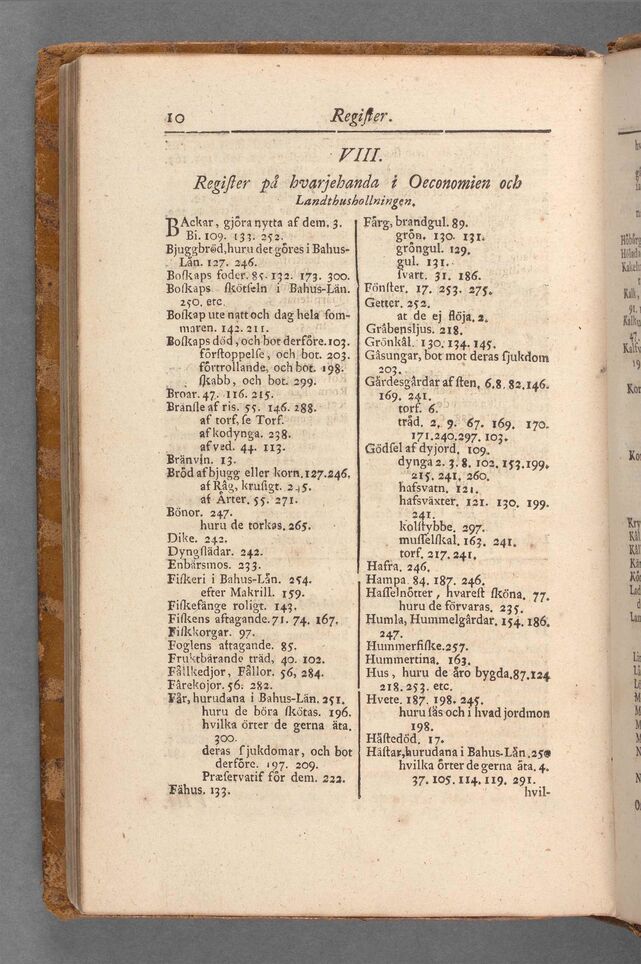 10 Register.
VIII.
Register på hvarjehanda i Oeconomien och
Landthushollningen.
BAckar, gjöra nytta af dem. 3.
Bi. 109. 133. 252.
Bjuggbröd, huru det göres i Bahus-
Län. 127. 246.
Boſkaps foder. 85. 132. 173. 300.
Boſkaps ſkötſeln i Bahus-Län.
250. etc.
Boſkap ute natt och dag hela ſom-
maren. 142. 211.
Boſkaps död, och bot derföre. 103.
förſtoppelſe, och bot. 203.
förtrollande, och bot. 198.
ſkabb, och bot. 299.
Broar. 47. 116. 215.
Bränſle af ris. 55. 146. 288.
af torf, ſe Torf.
af kodynga. 238.
af ved. 44. 113.
Bränvin. 13.
Bröd af bjugg eller korn. 127. 246.
af Råg, kruſigt. 245.
af Ärter. 55. 271.
Bönor. 247.
huru de torkas. 265.
Dike. 242.
Dyngſlädar. 242.
Enbärsmos. 233.
Fiſkeri i Bahus-Län. 254.
efter Makrill. 159.
Fiſkefänge roligt. 143.
Fiſkens aftagande. 71. 74. 167.
Fiſkkorgar. 97.
Foglens aftagande. 85.
Fruktbärande träd, 40. 102.
Fållkedjor, Fållor. 56, 284.
Fårekojor. 56. 282.
Får, hurudana i Bahus-Län. 251.
huru de böra ſkötas. 196.
hvilka örter de gerna äta.
300.
deras ſjukdomar, och bot
derföre. 197. 209.
Præſervatif för dem. 222.
Fähus. 133.
Färg, brandgul. 89.
grön. 130. 131.
gröngul. 129.
gul. 131.
ſvart. 31. 186.
Fönſter. 17. 253. 275.
Getter. 252.
at de ej ſlöja. 2.
Gråbensljus. 218.
Grönkål. 130. 134. 145.
Gåsungar, bot mot deras ſjukdom
203.
Gärdesgårdar af ſten, 6. 8. 82. 146.
169. 241.
torf. 6.
träd. 2. 9. 67. 169. 170.
171. 240. 297. 103.
Gödſel af dyjord. 109.
dynga 2. 3. 8. 102. 153. 199.
215. 241. 260.
hafsvatn. 121.
hafsväxter. 121. 130. 199.
241.
kolſtybbe. 297.
muſſelſkal. 163. 241.
torf. 217. 241.
Hafra. 246.
Hampa. 84. 187. 246.
Haſſelnötter, hvareſt ſköna. 77.
huru de förvaras. 235.
Humla, Hummelgårdar. 154. 186.
247.
Hummerfiſke. 257.
Hummertina. 163.
Hus, huru de äro bygda. 87. 124
218. 253. etc.
Hvete. 187. 198. 245.
huru ſås och i hvad jordmon
198.
Häſtedöd. 17.
Häſtar, hurudana i Bahus-Län. 250
hvilka örter de gerna äta. 4.
37. 105. 114. 119. 291.
hvil-